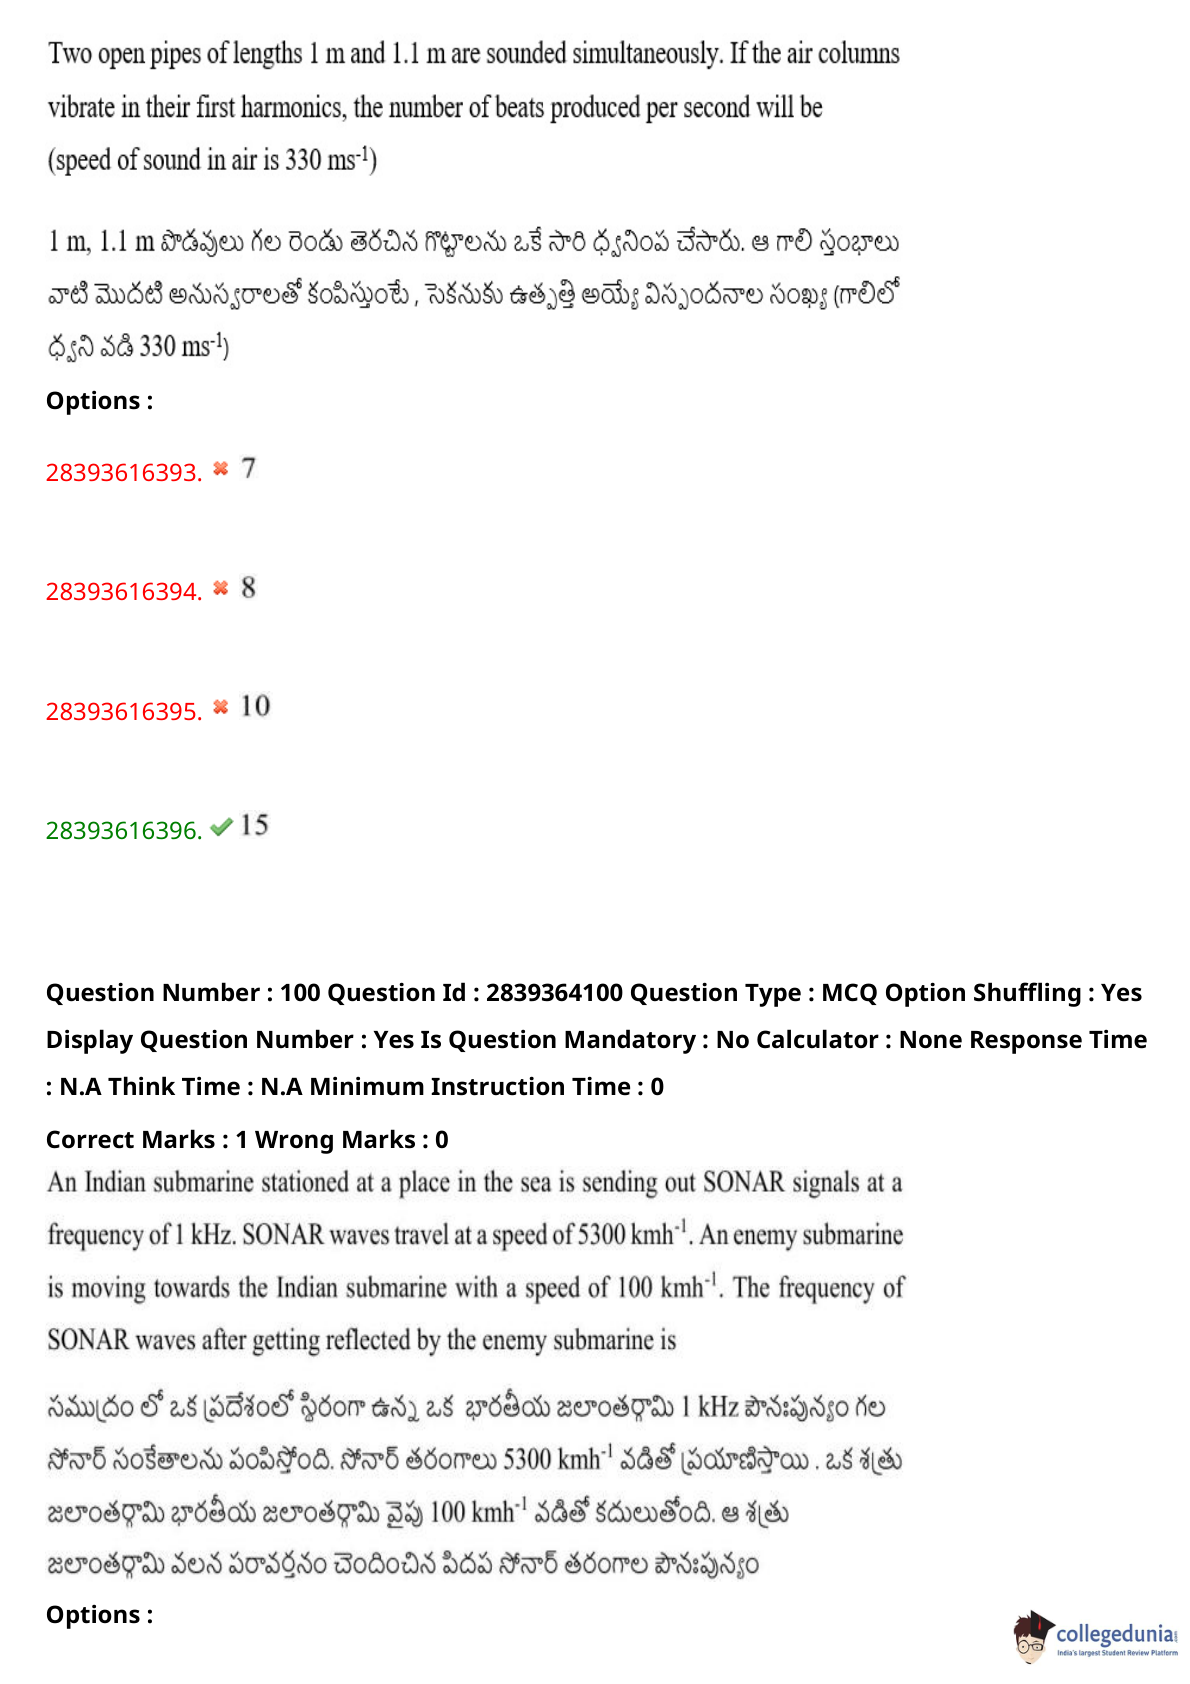 Two open pipes of lengths 1 m and 1.1 m are sounded simultaneously. If the air columns
vibrate in their first harmonics, the number of beats produced per second will be
(speed of sound in air is 330 ms⁻¹)
1 m, 1.1 m పొడవులు గల రెండు తెరచిన గొట్టాలను ఒకే సారి ధ్వనింప చేసారు. ఆ గాలి స్తంభాలు
వాటి మొదటి అనుస్వరాలతో కంపిస్తుంటే , సెకనుకు ఉత్పత్తి అయ్యే విస్పందనాల సంఖ్య (గాలిలో
ధ్వని వడి 330 ms⁻¹)
Options :
28393616393. ✖ 7
28393616394. ✖ 8
28393616395. ✖ 10
28393616396. ✔ 15
Question Number : 100 Question Id : 2839364100 Question Type : MCQ Option Shuffling : Yes
Display Question Number : Yes Is Question Mandatory : No Calculator : None Response Time
: N.A Think Time : N.A Minimum Instruction Time : 0
Correct Marks : 1 Wrong Marks : 0
An Indian submarine stationed at a place in the sea is sending out SONAR signals at a
frequency of 1 kHz. SONAR waves travel at a speed of 5300 kmh⁻¹. An enemy submarine
is moving towards the Indian submarine with a speed of 100 kmh⁻¹. The frequency of
SONAR waves after getting reflected by the enemy submarine is
సముద్రం లో ఒక ప్రదేశంలో స్థిరంగా ఉన్న ఒక భారతీయ జలాంతర్గామి 1 kHz పౌనఃపున్యం గల
సోనార్ సంకేతాలను పంపిస్తోంది. సోనార్ తరంగాలు 5300 kmh⁻¹ వడితో ప్రయాణిస్తాయి . ఒక శత్రు
జలాంతర్గామి భారతీయ జలాంతర్గామి వైపు 100 kmh⁻¹ వడితో కదులుతోంది. ఆ శత్రు
జలాంతర్గామి వలన పరావర్తనం చెందించిన పిదప సోనార్ తరంగాల పౌనఃపున్యం
Options :
collegedunia
India's largest Student Review Platform